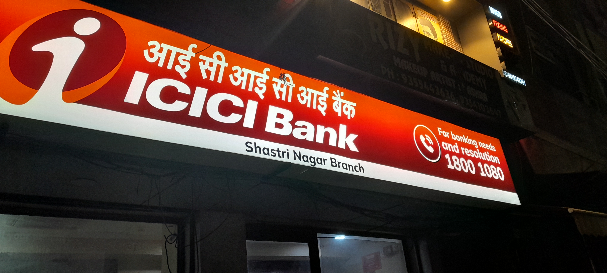 आई सी आई सी आई बैंक
ICICI Bank
Shastri Nagar Branch
For banking needs
and resolution
1800 1080